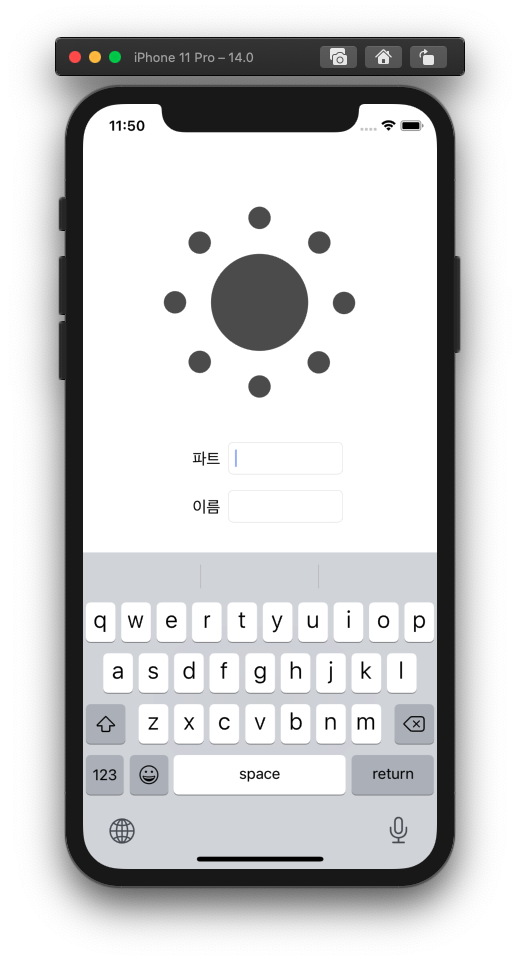 iPhone 11 Pro – 14.0
11:50
파트
이름
q w e r t y u i o p
a s d f g h j k l
z x c v b n m
123 space return